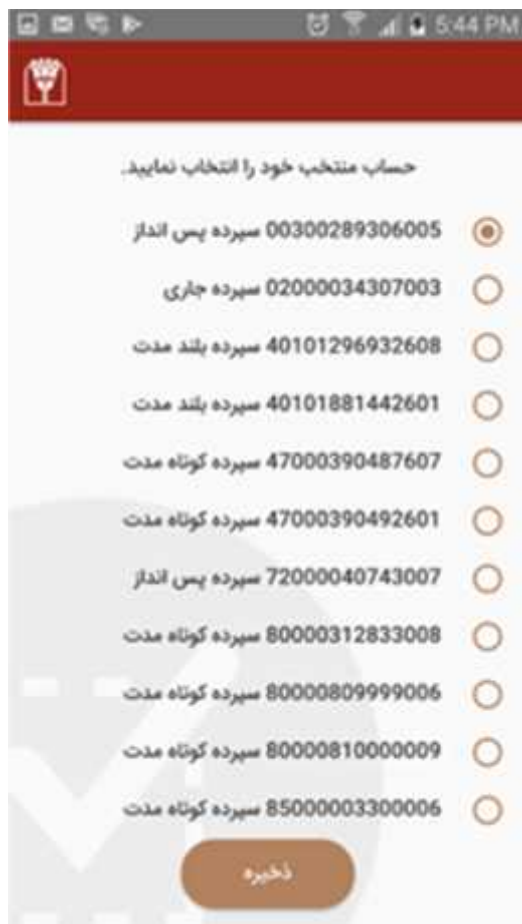 5:44 PM
حساب منتخب خود را انتخاب نمایید.
00300289306005 سپرده پس انداز
02000034307003 سپرده جاری
40101296932608 سپرده بلند مدت
40101881442601 سپرده بلند مدت
47000390487607 سپرده کوتاه مدت
47000390492601 سپرده کوتاه مدت
72000040743007 سپرده پس انداز
80000312833008 سپرده کوتاه مدت
80000809999006 سپرده کوتاه مدت
80000810000009 سپرده کوتاه مدت
85000003300006 سپرده کوتاه مدت
ذخیره